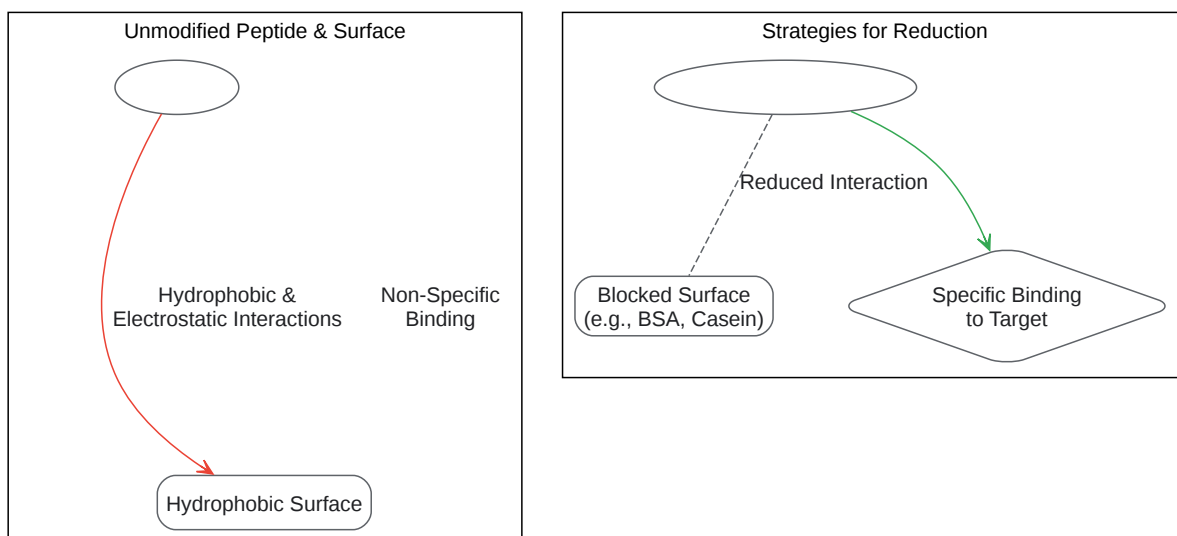 Unmodified Peptide & Surface
Hydrophobic &
Electrostatic Interactions
Non-Specific
Binding
Hydrophobic Surface
Strategies for Reduction
Reduced Interaction
Blocked Surface
(e.g., BSA, Casein)
Specific Binding
to Target